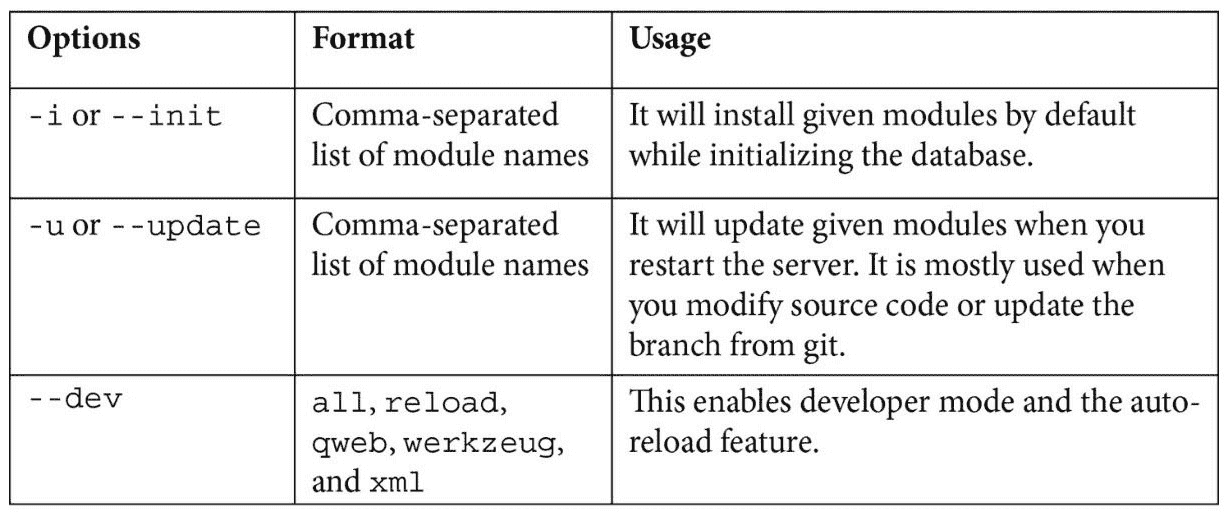 Options Format Usage
-i or --init Comma-separated It will install given modules by default
list of module names while initializing the database.
-u or --update Comma-separated It will update given modules when you
list of module names restart the server. It is mostly used when
you modify source code or update the
branch from git.
--dev all, reload, This enables developer mode and the auto-
qweb, werkzeug, reload feature.
and xml